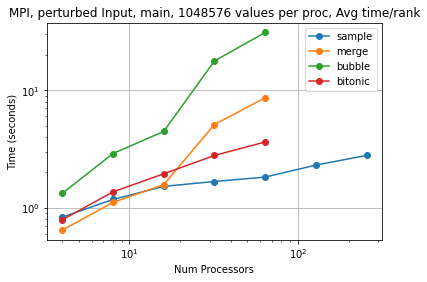 MPI, perturbed Input, main, 1048576 values per proc, Avg time/rank
sample
merge
bubble
bitonic
Time (seconds)
10¹
10⁰
10¹
10²
Num Processors